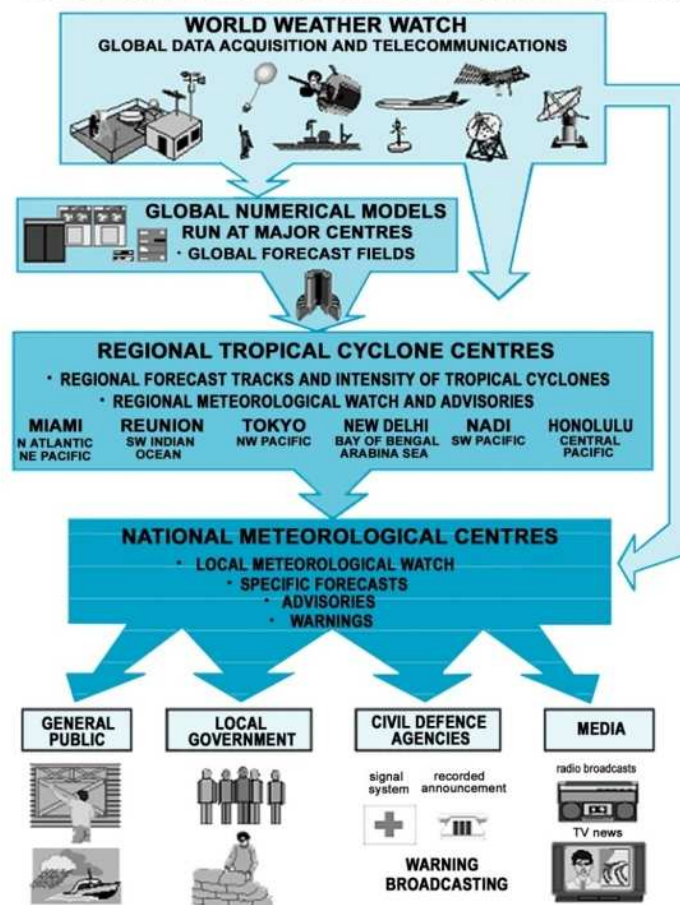 WORLD WEATHER WATCH
GLOBAL DATA ACQUISITION AND TELECOMMUNICATIONS
GLOBAL NUMERICAL MODELS
RUN AT MAJOR CENTRES
· GLOBAL FORECAST FIELDS
REGIONAL TROPICAL CYCLONE CENTRES
· REGIONAL FORECAST TRACKS AND INTENSITY OF TROPICAL CYCLONES
· REGIONAL METEOROLOGICAL WATCH AND ADVISORIES
MIAMI
N ATLANTIC
NE PACIFIC
REUNION
SW INDIAN
OCEAN
TOKYO
NW PACIFIC
NEW DELHI
BAY OF BENGAL
ARABINA SEA
NADI
SW PACIFIC
HONOLULU
CENTRAL
PACIFIC
NATIONAL METEOROLOGICAL CENTRES
· LOCAL METEOROLOGICAL WATCH
· SPECIFIC FORECASTS
· ADVISORIES
· WARNINGS
GENERAL
PUBLIC
LOCAL
GOVERNMENT
CIVIL DEFENCE
AGENCIES
signal
system
recorded
announcement
WARNING
BROADCASTING
MEDIA
radio broadcasts
TV news